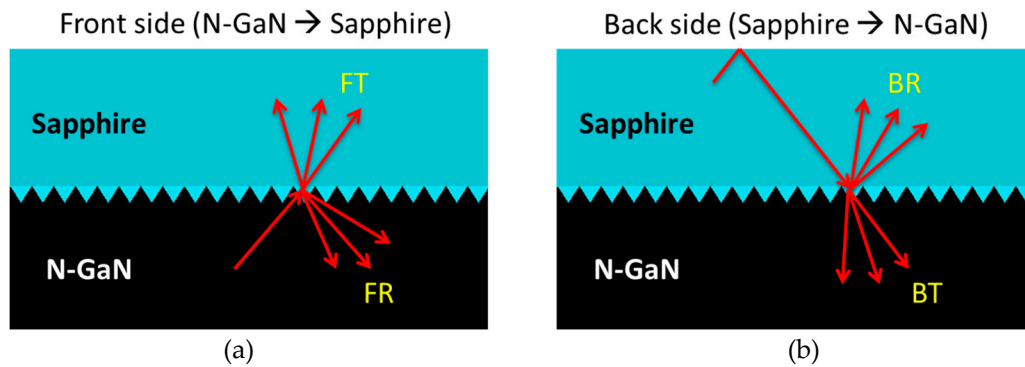 Front side (N-GaN → Sapphire)
FT
Sapphire
N-GaN
FR
(a)
Back side (Sapphire → N-GaN)
BR
Sapphire
N-GaN
BT
(b)